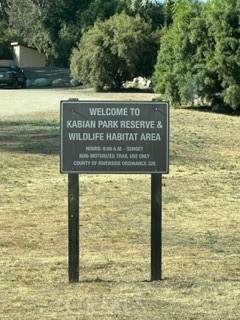 WELCOME TO
KABIAN PARK RESERVE &
WILDLIFE HABITAT AREA
HOURS: 8:00 A.M. - SUNSET
NON-MOTORIZED TRAIL USE ONLY
COUNTY OF RIVERSIDE ORDINANCE 328